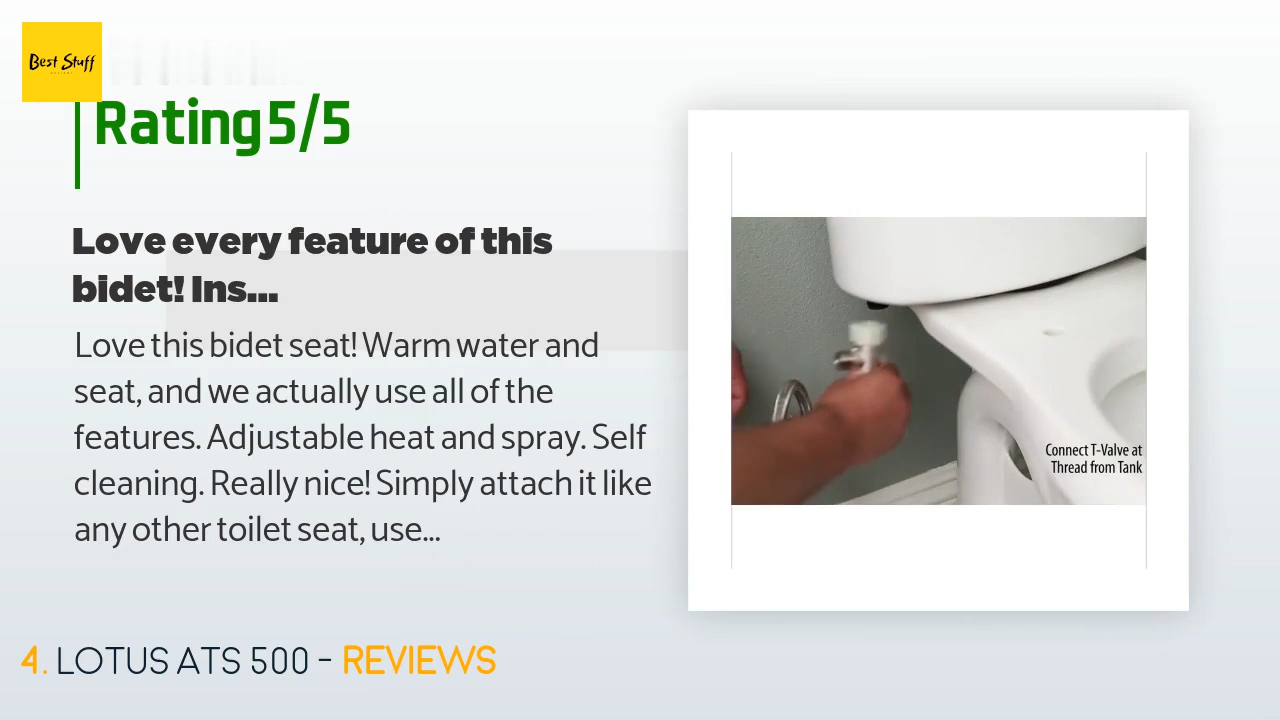 Best Stuff
Rating 5/5
Love every feature of this
bidet! Ins...
Love this bidet seat! Warm water and
seat, and we actually use all of the
features. Adjustable heat and spray. Self
cleaning. Really nice! Simply attach it like
any other toilet seat, use...
Connect T-Valve at
Thread from Tank
4. LOTUS ATS 500 - REVIEWS